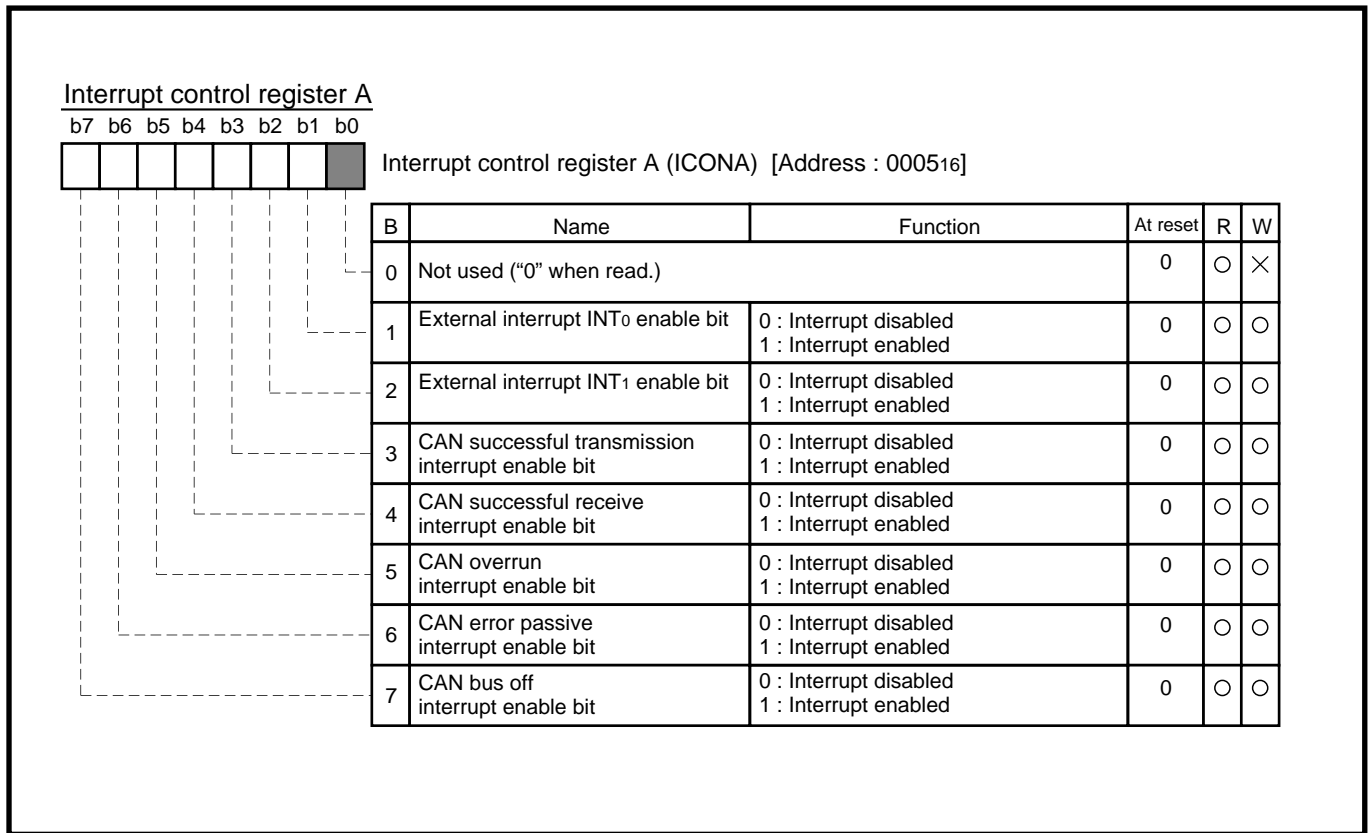 Interrupt control register A
b7 b6 b5 b4 b3 b2 b1 b0
Interrupt control register A (ICONA) [Address : 000516]
B Name Function At reset R W
0 Not used (“0” when read.) 0 ○ ×
1 External interrupt INT0 enable bit 0 : Interrupt disabled 0 ○ ○
1 : Interrupt enabled
2 External interrupt INT1 enable bit 0 : Interrupt disabled 0 ○ ○
1 : Interrupt enabled
3 CAN successful transmission 0 : Interrupt disabled 0 ○ ○
interrupt enable bit 1 : Interrupt enabled
4 CAN successful receive 0 : Interrupt disabled 0 ○ ○
interrupt enable bit 1 : Interrupt enabled
5 CAN overrun 0 : Interrupt disabled 0 ○ ○
interrupt enable bit 1 : Interrupt enabled
6 CAN error passive 0 : Interrupt disabled 0 ○ ○
interrupt enable bit 1 : Interrupt enabled
7 CAN bus off 0 : Interrupt disabled 0 ○ ○
interrupt enable bit 1 : Interrupt enabled